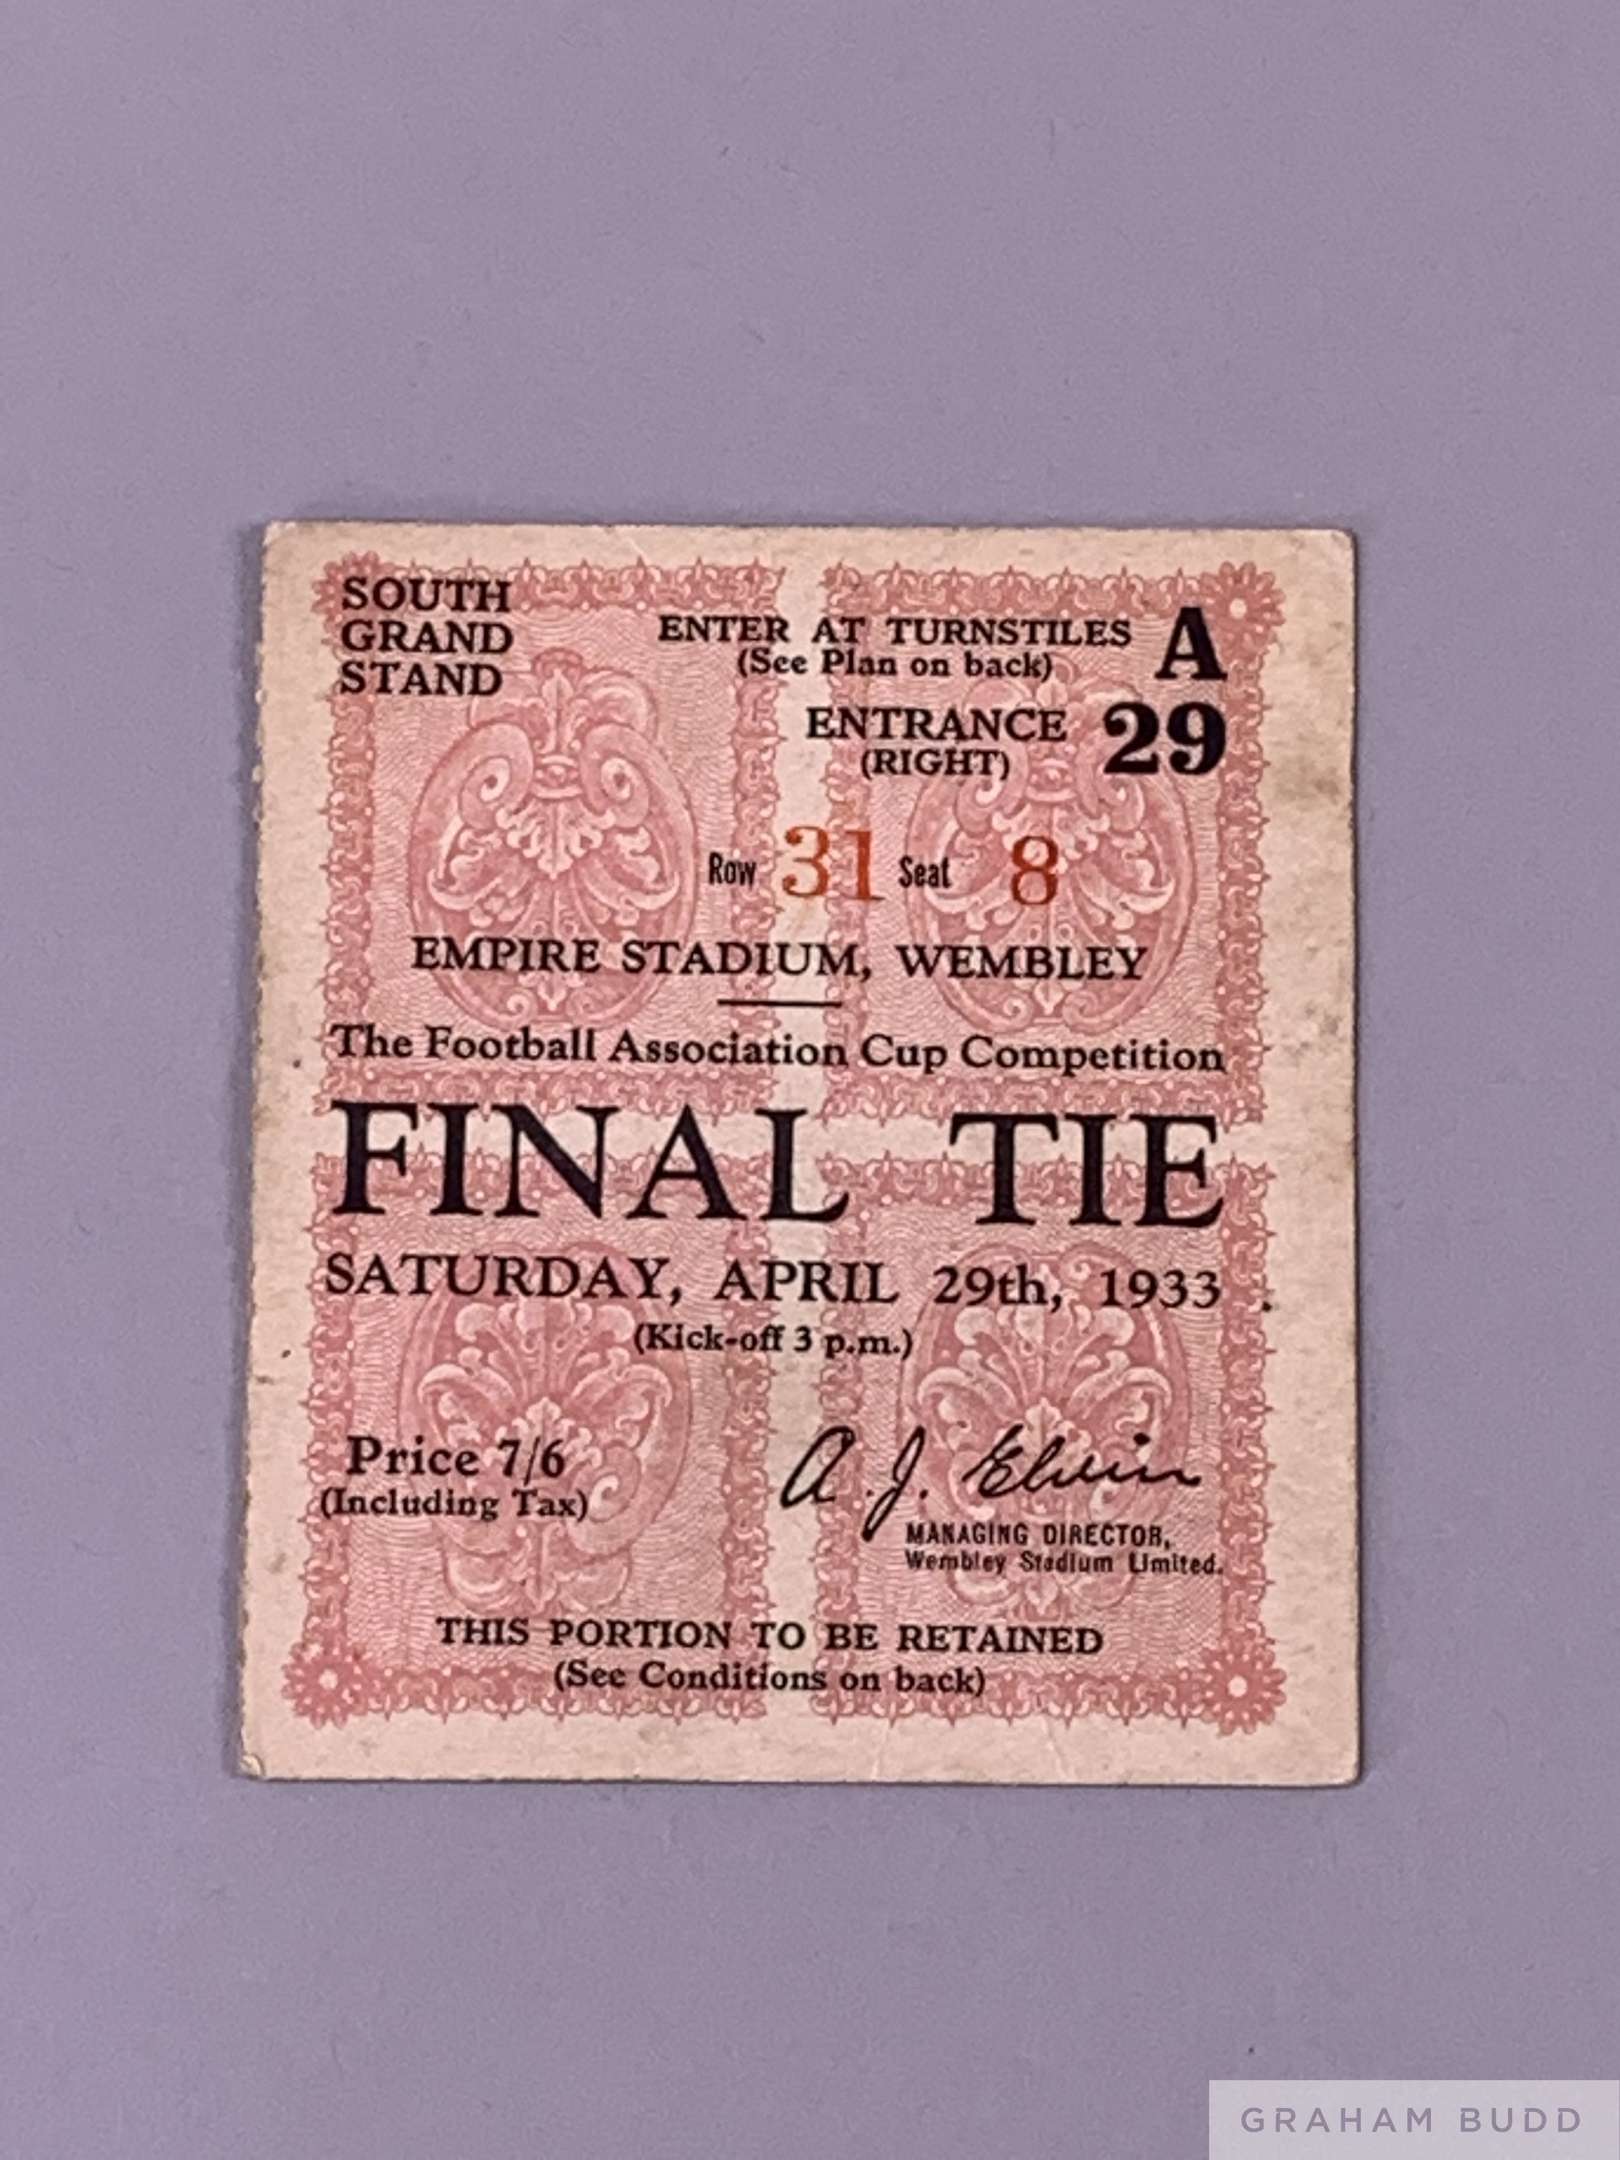 SOUTH
GRAND
STAND
ENTER AT TURNSTILES A
(See Plan on back)
ENTRANCE 29
(RIGHT)
Row 31 Seat 8
EMPIRE STADIUM, WEMBLEY
The Football Association Cup Competition
FINAL TIE
SATURDAY, APRIL 29th, 1933
(Kick-off 3 p.m.)
Price 7/6
(Including Tax)
A. J. Elvin
MANAGING DIRECTOR,
Wembley Stadium Limited.
THIS PORTION TO BE RETAINED
(See Conditions on back)
GRAHAM BUDD